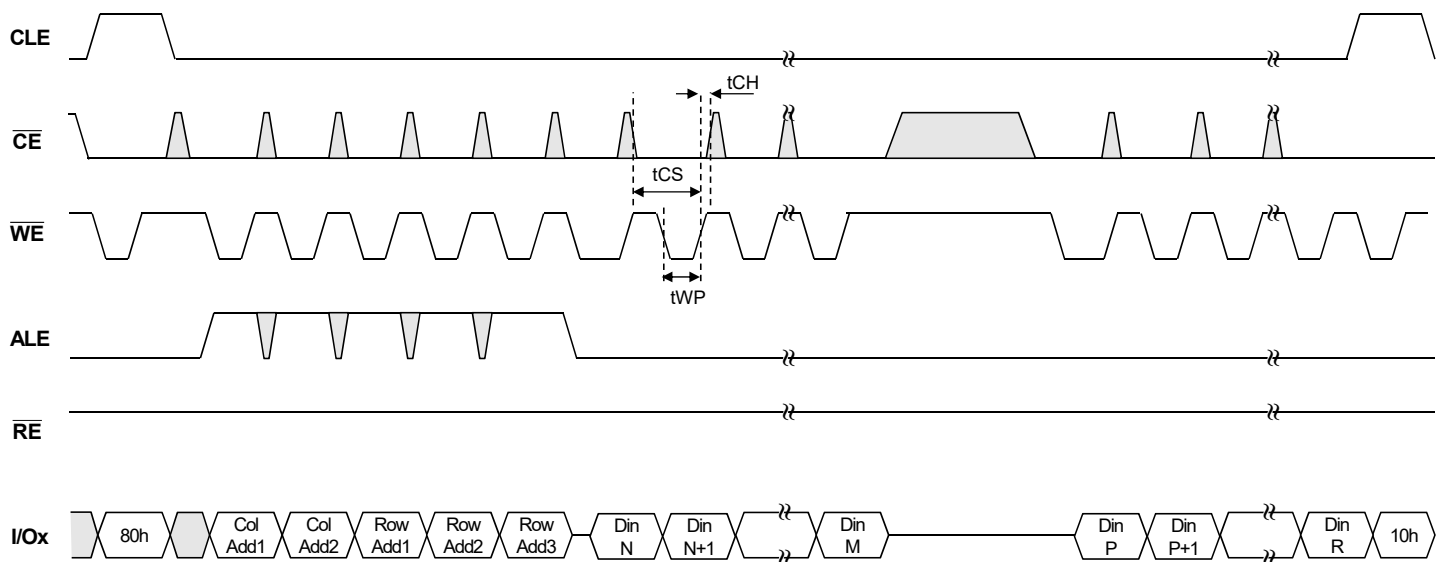 CLE
tCH
CE
tCS
WE
tWP
ALE
RE
I/Ox
80h
Col
Add1
Col
Add2
Row
Add1
Row
Add2
Row
Add3
Din
N
Din
N+1
Din
M
Din
P
Din
P+1
Din
R
10h